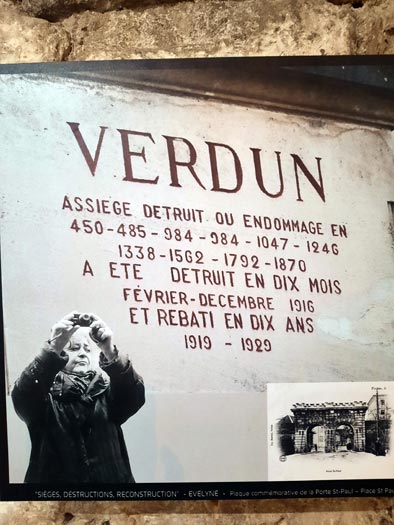 VERDUN
ASSIEGE DETRUIT OU ENDOMMAGE EN
450-485-984-984-1047-1246
1338-1562-1792-1870
A ETE DETRUIT EN DIX MOIS
FÉVRIER-DECEMBRE 1916
ET REBATI EN DIX ANS
1919 - 1929
"SIÈGES, DESTRUCTIONS, RECONSTRUCTION" - EVELYNE - Plaque commémorative de la Porte St-Paul - Place St-Pau